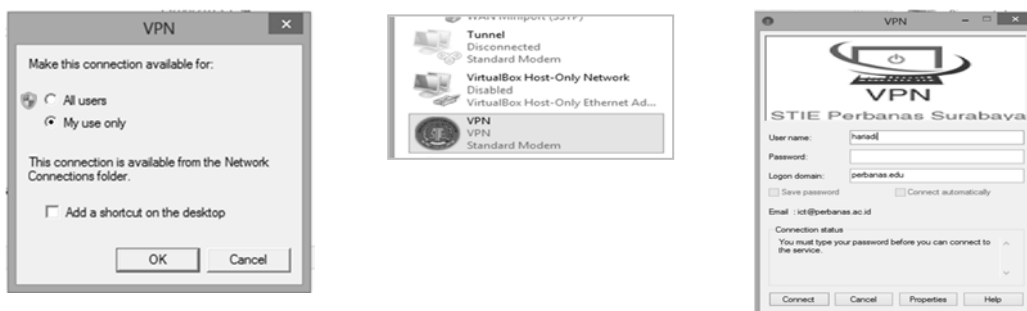 VPN
Make this connection available for:
All users
My use only
This connection is available from the Network
Connections folder.
Add a shortcut on the desktop
OK
Cancel
WAN Miniport (SSTP)
Tunnel
Disconnected
Standard Modem
VirtualBox Host-Only Network
Disabled
VirtualBox Host-Only Ethernet Ad...
VPN
VPN
Standard Modem
VPN
VPN
STIE Perbanas Surabaya
User name:
hariadi
Password:
Logon domain:
perbanas.edu
Save password
Connect automatically
Email : ict@perbanas.ac.id
Connection status
You must type your password before you can connect to
the service.
Connect
Cancel
Properties
Help